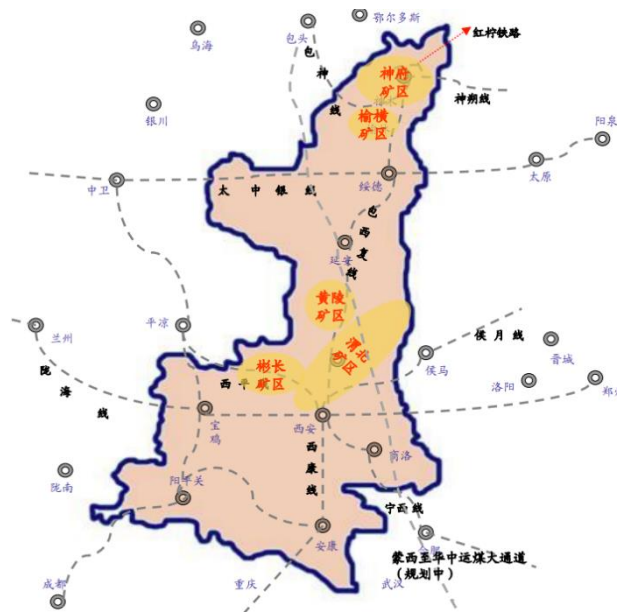 鄂尔多斯
乌海
包头
红柠铁路
包
神
线
神府
矿区
神朔线
银川
榆横
矿区
阳泉
太原
中卫
太中银线
绥德
包
西
复
线
延安
黄陵
矿区
渭北
矿区
兰州
平凉
侯月线
晋城
侯马
洛阳
陇
海
线
彬长
矿区
西平
宝
鸡
西安
西
康
线
商洛
陇南
阳平关
宁西线
安康
蒙西至华中运煤大通道
（规划中）
成都
重庆
武汉